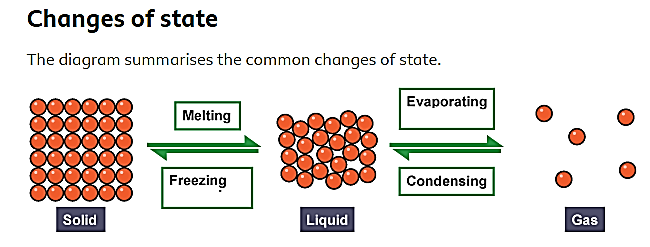 Changes of state
The diagram summarises the common changes of state.
Melting
Evaporating
Freezing
Condensing
Solid
Liquid
Gas